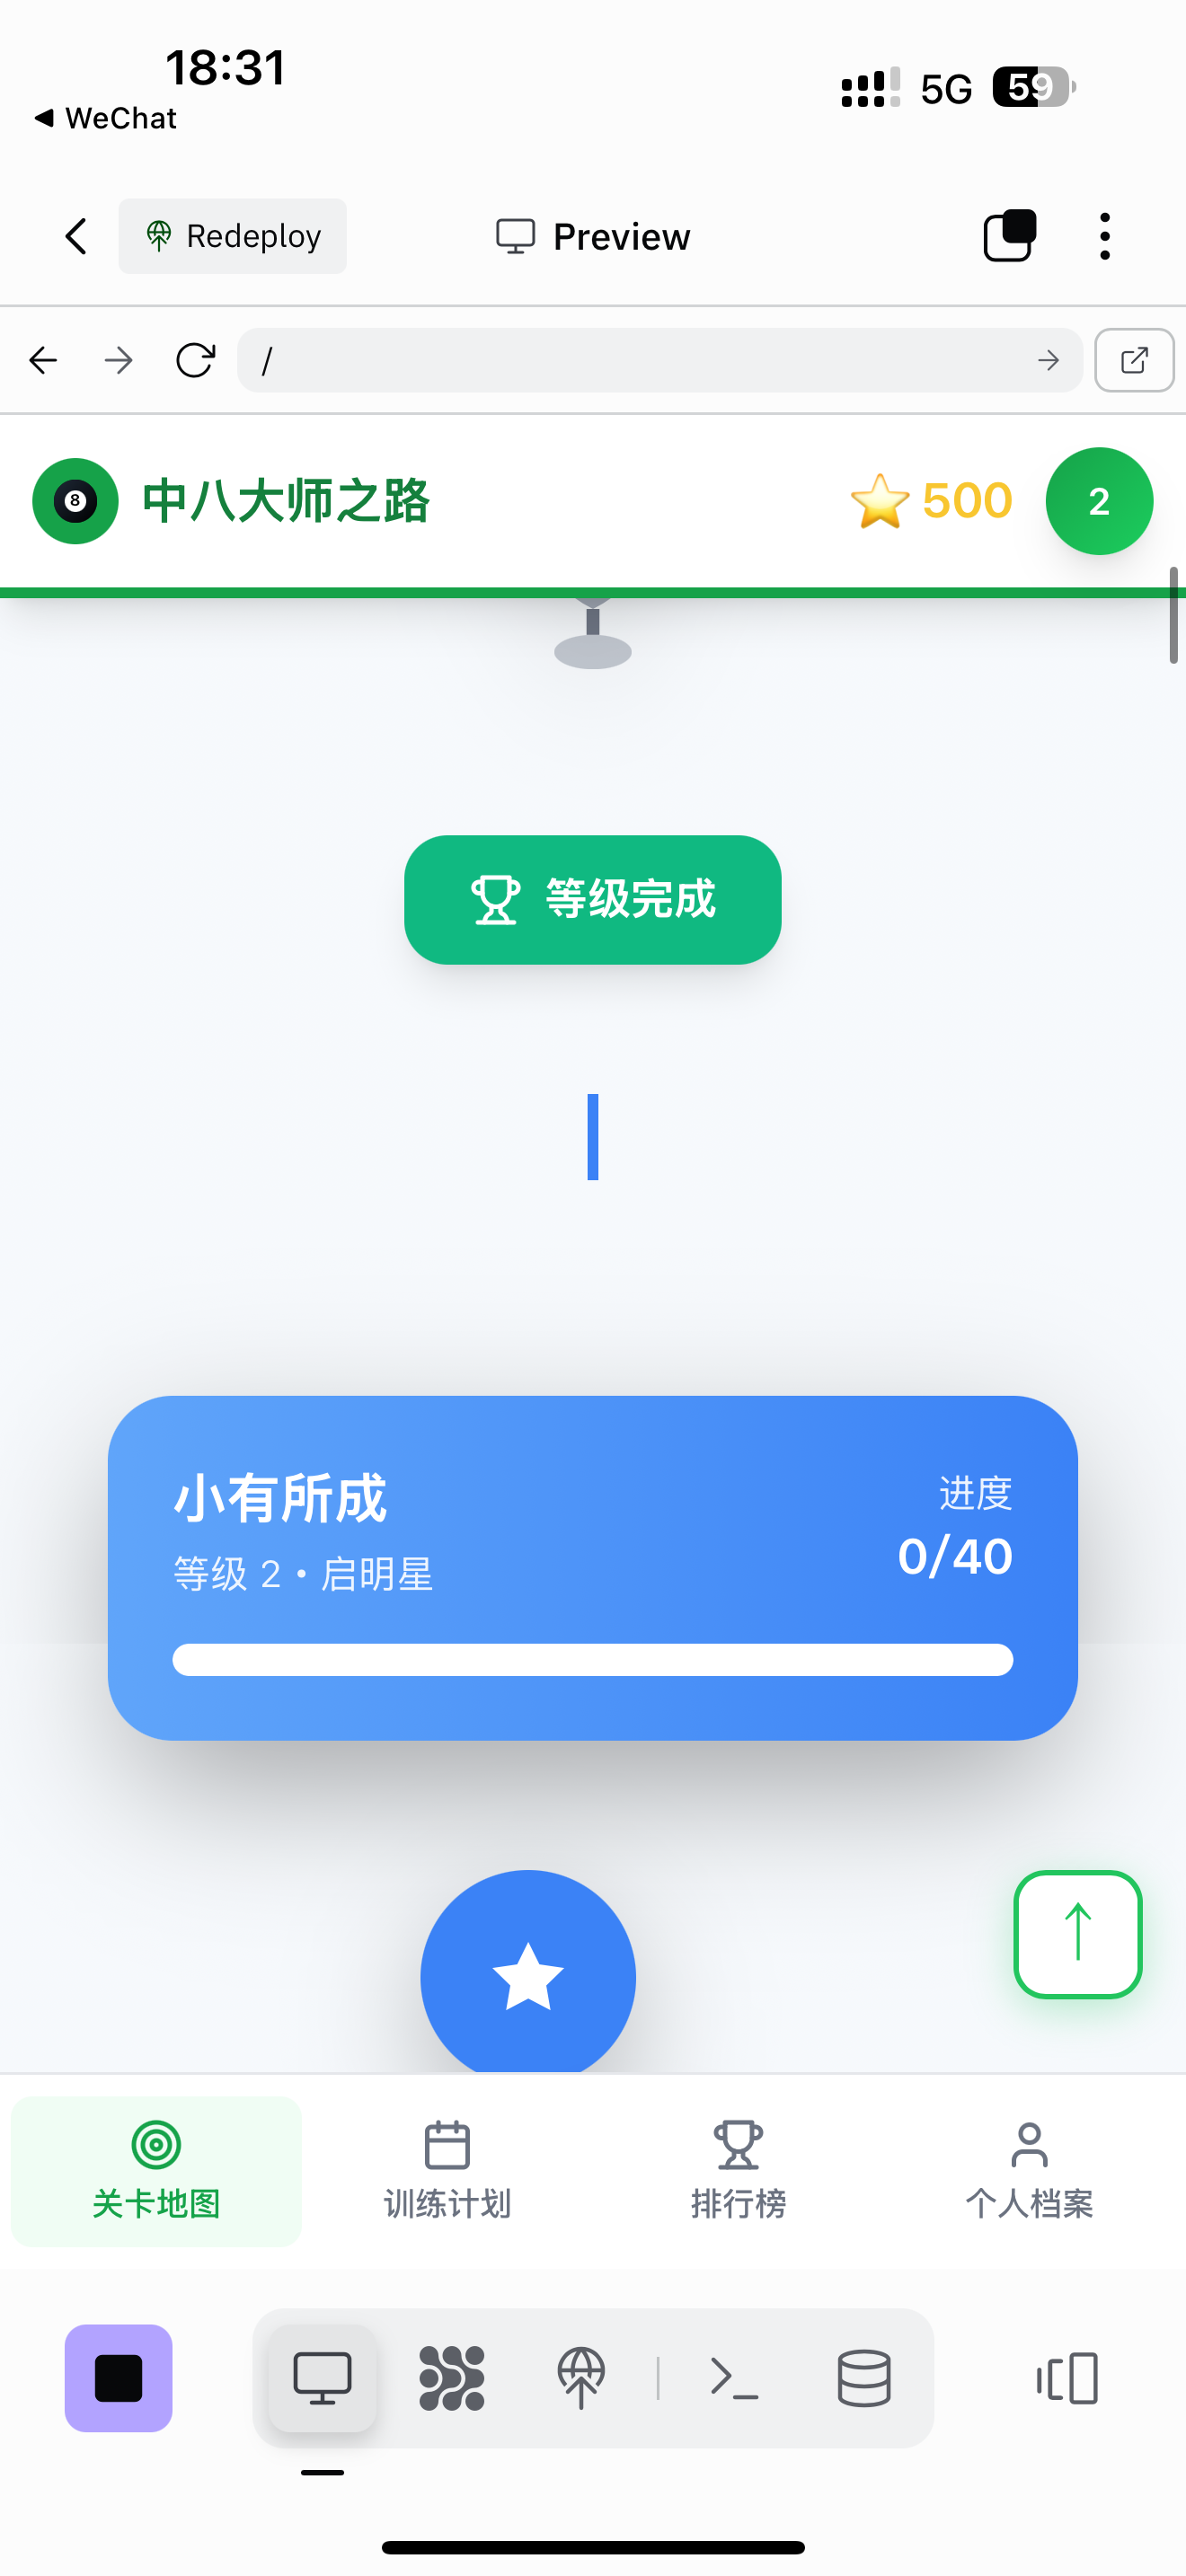 18:31
5G
59
WeChat
Redeploy
Preview
/
8
中八大师之路
500
2
等级完成
小有所成
进度
等级 2 • 启明星
0/40
关卡地图
训练计划
排行榜
个人档案